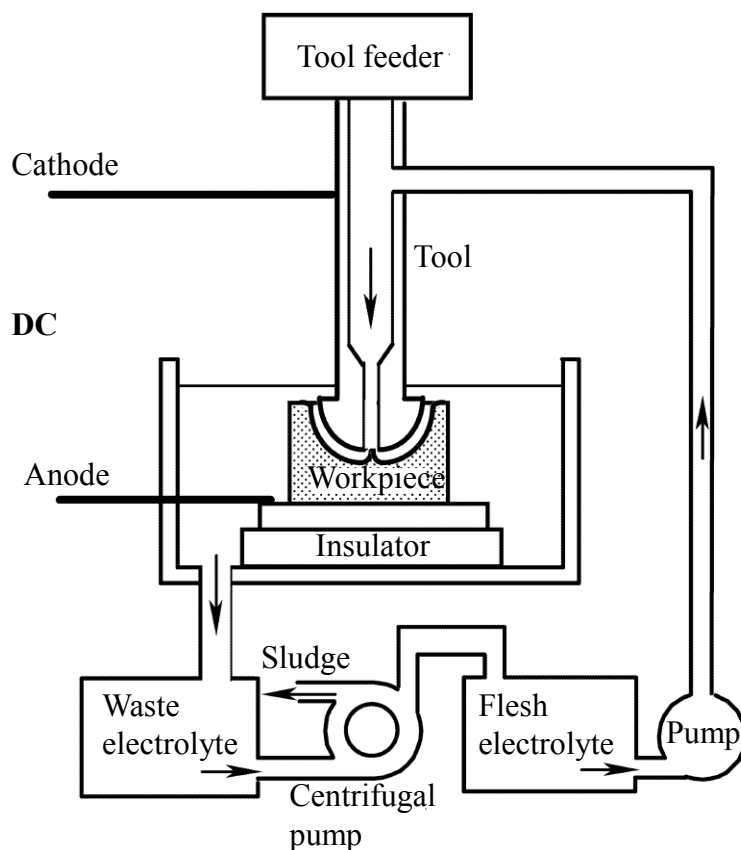 Tool feeder
Cathode
Tool
DC
Anode
Workpiece
Insulator
Sludge
Waste
electrolyte
Flesh
electrolyte
Pump
Centrifugal
pump